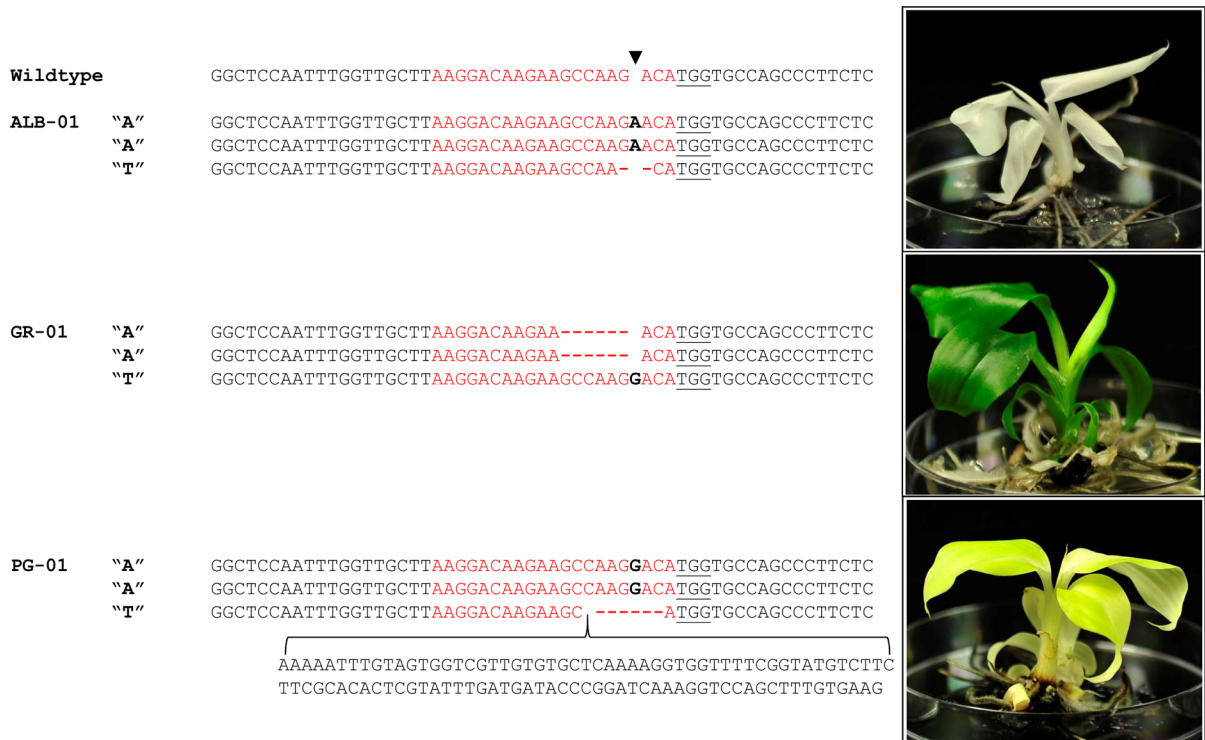 Wildtype GGCTCCAATTTGGTTGCTTAAGGACAAGAAGCCAAG ACATGGTGCCAGCCCTTCTC
ALB-01 “A” GGCTCCAATTTGGTTGCTTAAGGACAAGAAGCCAAGAACATGGTGCCAGCCCTTCTC
“A” GGCTCCAATTTGGTTGCTTAAGGACAAGAAGCCAAGAACATGGTGCCAGCCCTTCTC
“T” GGCTCCAATTTGGTTGCTTAAGGACAAGAAGCCAA- -CATGGTGCCAGCCCTTCTC
GR-01 “A” GGCTCCAATTTGGTTGCTTAAGGACAAGAA------ ACATGGTGCCAGCCCTTCTC
“A” GGCTCCAATTTGGTTGCTTAAGGACAAGAA------ ACATGGTGCCAGCCCTTCTC
“T” GGCTCCAATTTGGTTGCTTAAGGACAAGAAGCCAAGGACATGGTGCCAGCCCTTCTC
PG-01 “A” GGCTCCAATTTGGTTGCTTAAGGACAAGAAGCCAAGGACATGGTGCCAGCCCTTCTC
“A” GGCTCCAATTTGGTTGCTTAAGGACAAGAAGCCAAGGACATGGTGCCAGCCCTTCTC
“T” GGCTCCAATTTGGTTGCTTAAGGACAAGAAGC ------ATGGTGCCAGCCCTTCTC
AAAAATTTGTAGTGGTCGTTGTGTGCTCAAAAGGTGGTTTTCGGTATGTCTTC
TTCGCACACTCGTATTTGATGATACCCGGATCAAAGGTCCAGCTTTGTGAAG